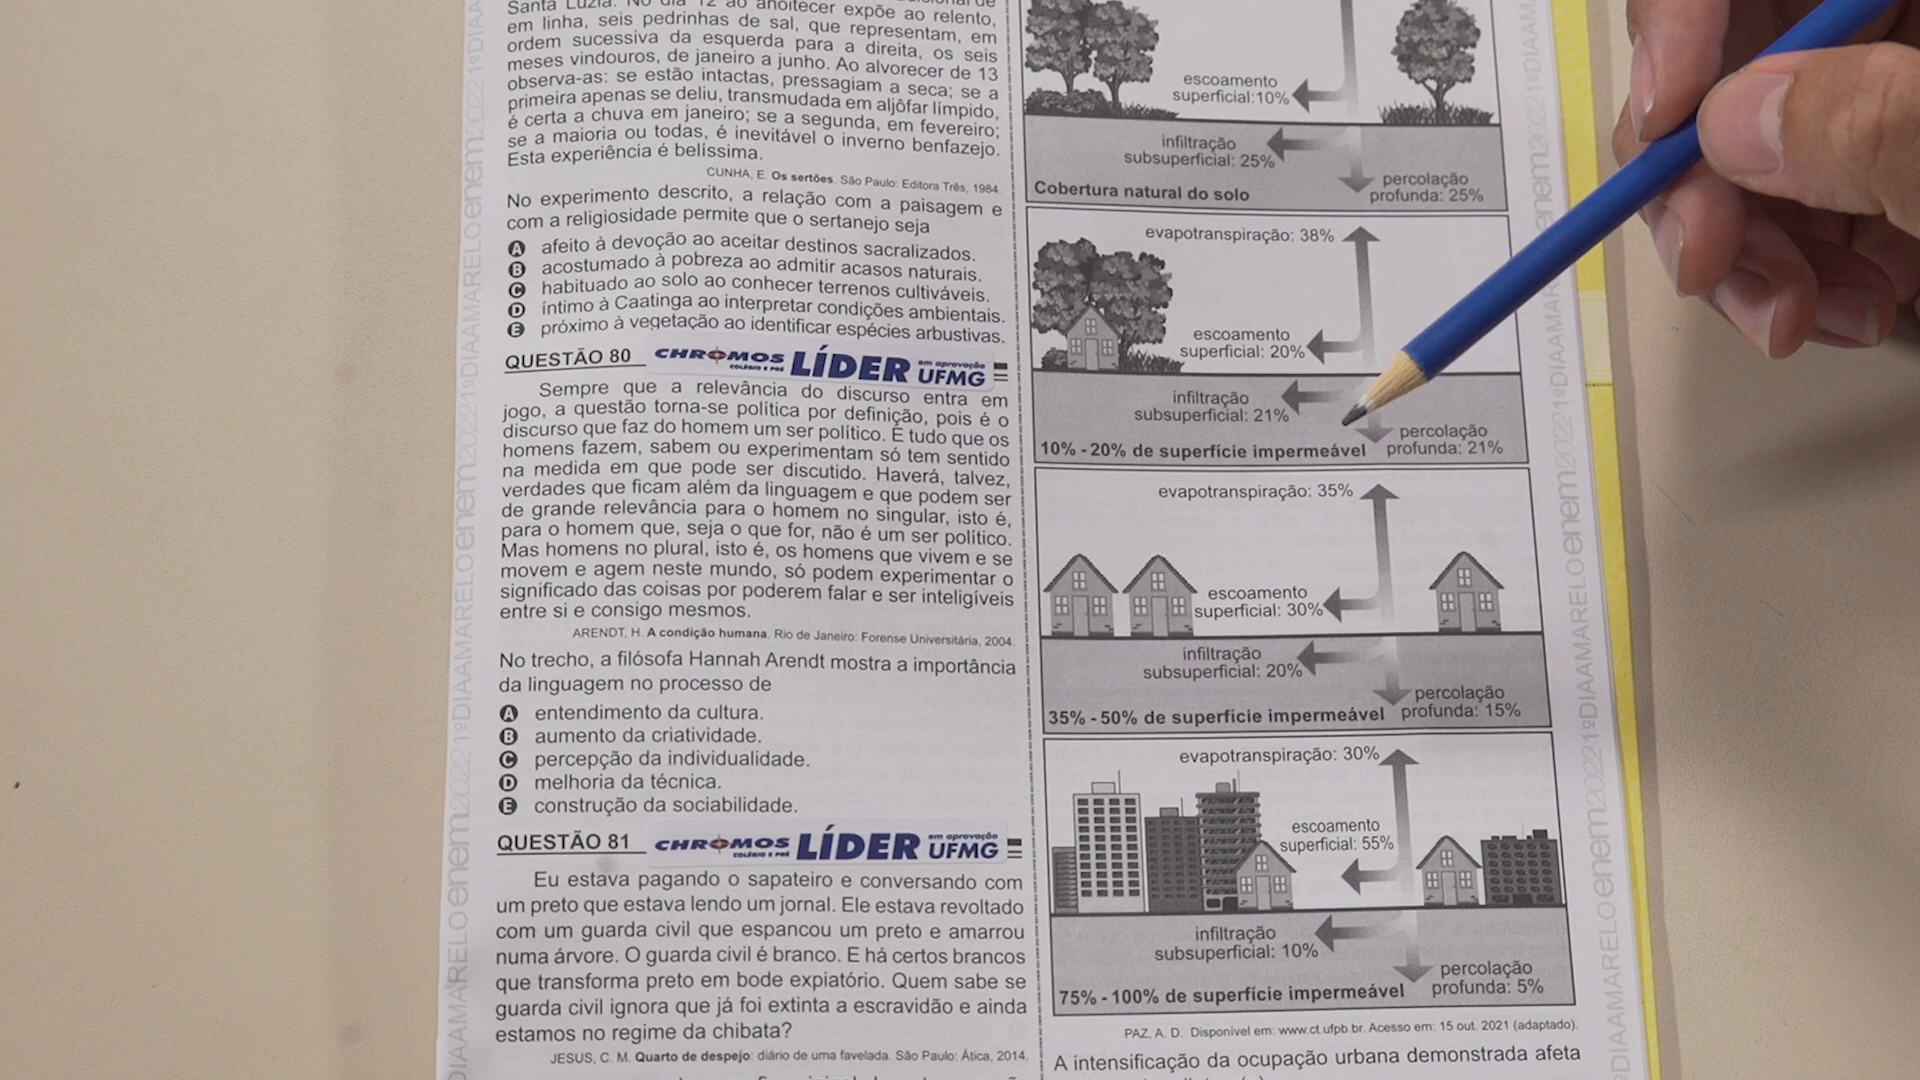 Santa Luzia. No dia 12 ao anoitecer expõe ao relento,
em linha, seis pedrinhas de sal, que representam, em
ordem sucessiva da esquerda para a direita, os seis
meses vindouros, de janeiro a junho. Ao alvorecer de 13
observa-as: se estão intactas, pressagiam a seca; se a
primeira apenas se deliu, transmudada em aljôfar límpido,
é certa a chuva em janeiro; se a segunda, em fevereiro;
se a maioria ou todas, é inevitável o inverno benfazejo.
Esta experiência é belíssima.
CUNHA, E. Os sertões. São Paulo: Editora Três, 1984.
No experimento descrito, a relação com a paisagem e
com a religiosidade permite que o sertanejo seja
A afeito à devoção ao aceitar destinos sacralizados.
B acostumado à pobreza ao admitir acasos naturais.
C habituado ao solo ao conhecer terrenos cultiváveis.
D íntimo à Caatinga ao interpretar condições ambientais.
E próximo à vegetação ao identificar espécies arbustivas.
QUESTÃO 80
CHROMOS COLÉGIO E PRÉ LÍDER em aprovação UFMG
Sempre que a relevância do discurso entra em
jogo, a questão torna-se política por definição, pois é o
discurso que faz do homem um ser político. E tudo que os
homens fazem, sabem ou experimentam só tem sentido
na medida em que pode ser discutido. Haverá, talvez,
verdades que ficam além da linguagem e que podem ser
de grande relevância para o homem no singular, isto é,
para o homem que, seja o que for, não é um ser político.
Mas homens no plural, isto é, os homens que vivem e se
movem e agem neste mundo, só podem experimentar o
significado das coisas por poderem falar e ser inteligíveis
entre si e consigo mesmos.
ARENDT, H. A condição humana. Rio de Janeiro: Forense Universitária, 2004.
No trecho, a filósofa Hannah Arendt mostra a importância
da linguagem no processo de
A entendimento da cultura.
B aumento da criatividade.
C percepção da individualidade.
D melhoria da técnica.
E construção da sociabilidade.
QUESTÃO 81
CHROMOS COLÉGIO E PRÉ LÍDER em aprovação UFMG
Eu estava pagando o sapateiro e conversando com
um preto que estava lendo um jornal. Ele estava revoltado
com um guarda civil que espancou um preto e amarrou
numa árvore. O guarda civil é branco. E há certos brancos
que transforma preto em bode expiatório. Quem sabe se
guarda civil ignora que já foi extinta a escravidão e ainda
estamos no regime da chibata?
JESUS, C. M. Quarto de despejo: diário de uma favelada. São Paulo: Ática, 2014.
escoamento
superficial:10%
infiltração
subsuperficial: 25%
percolação
profunda: 25%
Cobertura natural do solo
evapotranspiração: 38%
escoamento
superficial: 20%
infiltração
subsuperficial: 21%
percolação
profunda: 21%
10% - 20% de superfície impermeável
evapotranspiração: 35%
escoamento
superficial: 30%
infiltração
subsuperficial: 20%
percolação
profunda: 15%
35% - 50% de superfície impermeável
evapotranspiração: 30%
escoamento
superficial: 55%
infiltração
subsuperficial: 10%
percolação
profunda: 5%
75% - 100% de superfície impermeável
PAZ, A. D. Disponível em: www.ct.ufpb.br. Acesso em: 15 out. 2021 (adaptado).
A intensificação da ocupação urbana demonstrada afeta
1ºDIAAMARELOenem2022
1ºDIAAMARELOenem2022